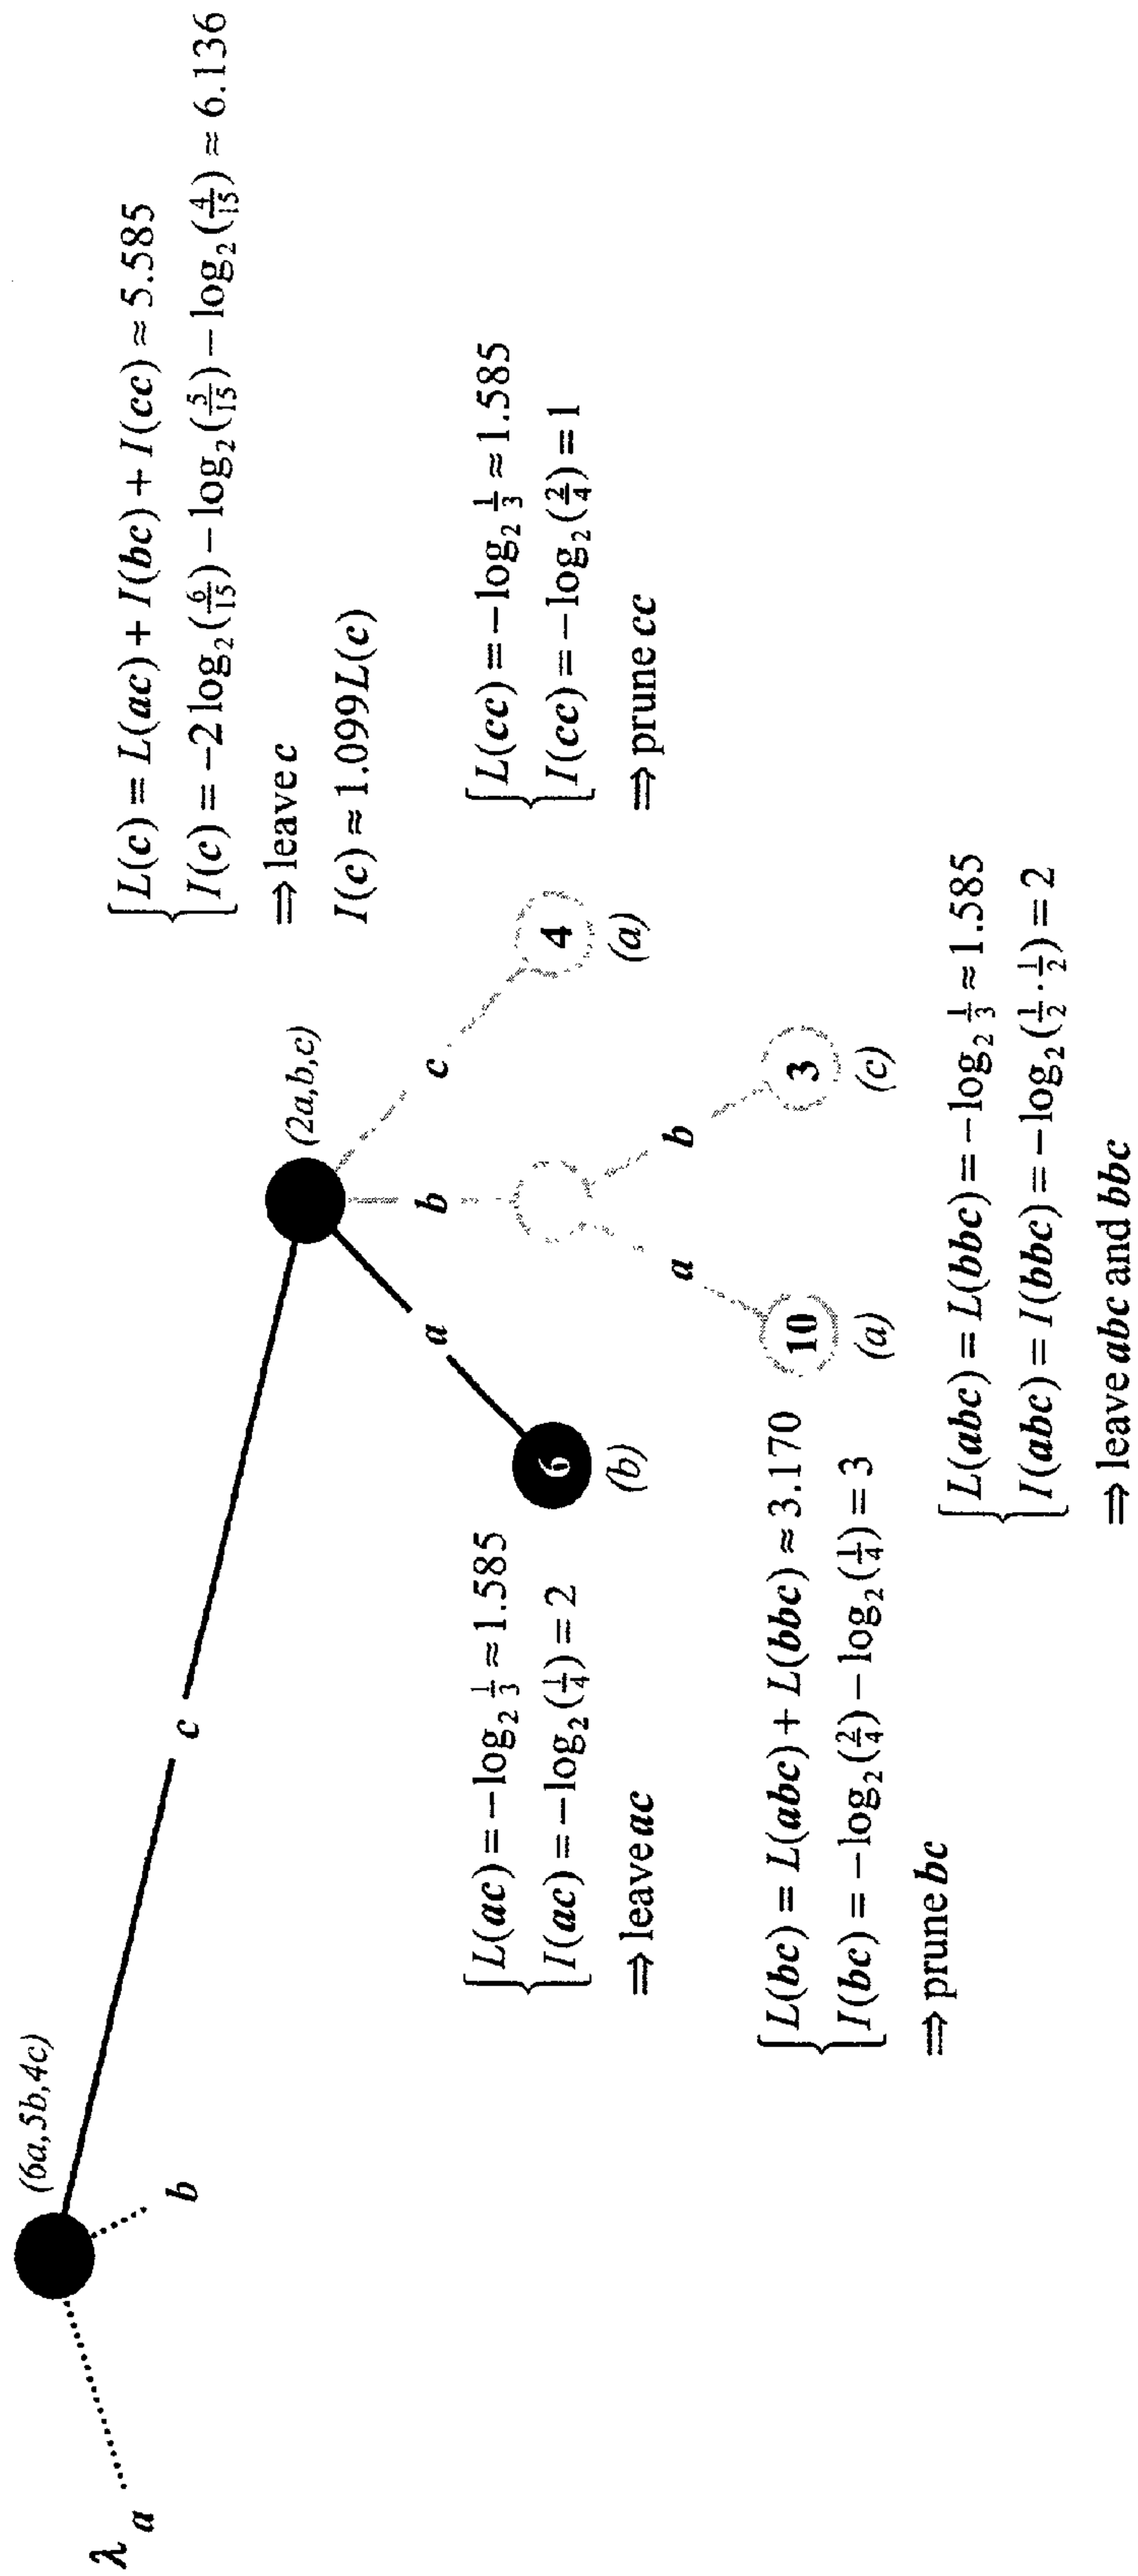 (6a,5b,4c)
λ
a
b
c
(2a,b,c)
L(c) = L(ac) + I(bc) + I(cc) ≈ 5.585
I(c) = −2 log₂(6/15) − log₂(5/15) − log₂(4/15) ≈ 6.136
⇒ leave c
I(c) ≈ 1.099L(c)
a
b
c
6
(b)
4
(a)
L(ac) = −log₂ 1/3 ≈ 1.585
I(ac) = −log₂(1/4) = 2
⇒ leave ac
L(cc) = −log₂ 1/3 ≈ 1.585
I(cc) = −log₂(2/4) = 1
⇒ prune cc
a
b
10
(a)
3
(c)
L(bc) = L(abc) + L(bbc) ≈ 3.170
I(bc) = −log₂(2/4) − log₂(1/4) = 3
⇒ prune bc
L(abc) = L(bbc) = −log₂ 1/3 ≈ 1.585
I(abc) = I(bbc) = −log₂(1/2 · 1/2) = 2
⇒ leave abc and bbc